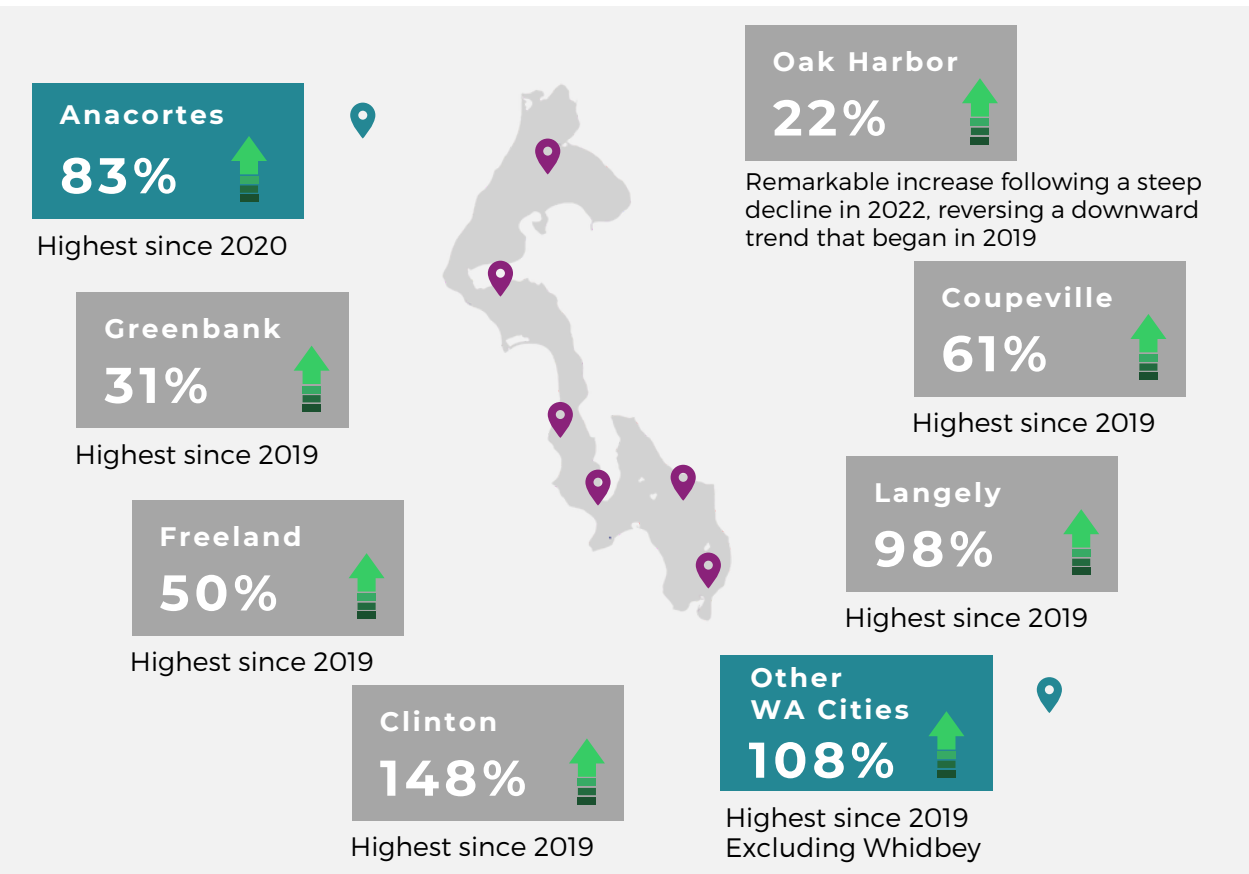 Anacortes
83%
Highest since 2020
Oak Harbor
22%
Remarkable increase following a steep
decline in 2022, reversing a downward
trend that began in 2019
Greenbank
31%
Highest since 2019
Coupeville
61%
Highest since 2019
Freeland
50%
Highest since 2019
Langely
98%
Highest since 2019
Clinton
148%
Highest since 2019
Other
WA Cities
108%
Highest since 2019
Excluding Whidbey